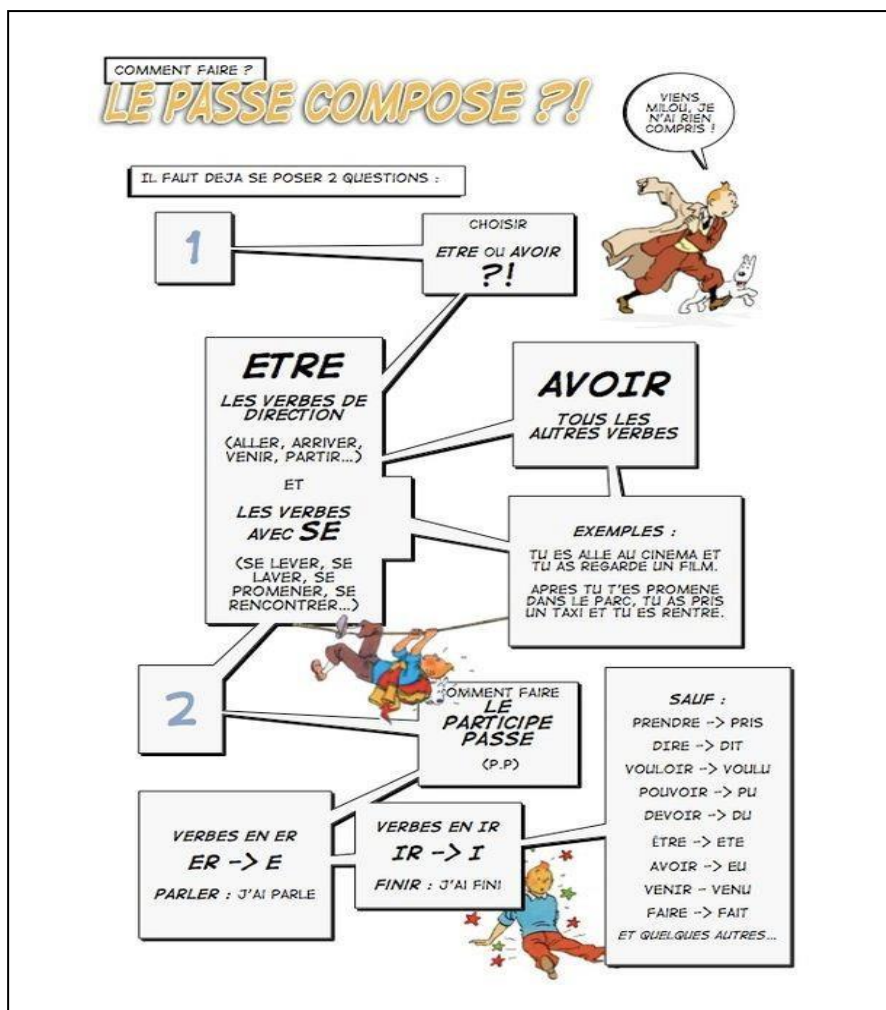 COMMENT FAIRE ?
LE PASSE COMPOSE ?!
VIENS
MILOU, JE
N'AI RIEN
COMPRIS !
IL FAUT DEJA SE POSER 2 QUESTIONS :
1
CHOISIR
ETRE OU AVOIR
?!
ETRE
LES VERBES DE
DIRECTION
(ALLER, ARRIVER,
VENIR, PARTIR...)
ET
LES VERBES
AVEC SE
(SE LEVER, SE
LAVER, SE
PROMENER, SE
RENCONTRER...)
AVOIR
TOUS LES
AUTRES VERBES
EXEMPLES :
TU ES ALLE AU CINEMA ET
TU AS REGARDE UN FILM.
APRES TU T'ES PROMENE
DANS LE PARC, TU AS PRIS
UN TAXI ET TU ES RENTRE.
2
COMMENT FAIRE
LE
PARTICIPE
PASSE
(P.P)
VERBES EN ER
ER -> E
PARLER : J'AI PARLE
VERBES EN IR
IR -> I
FINIR : J'AI FINI
SAUF :
PRENDRE -> PRIS
DIRE -> DIT
VOULOIR -> VOULU
POUVOIR -> PU
DEVOIR -> DU
ÊTRE -> ETE
AVOIR -> EU
VENIR - VENU
FAIRE -> FAIT
ET QUELQUES AUTRES...